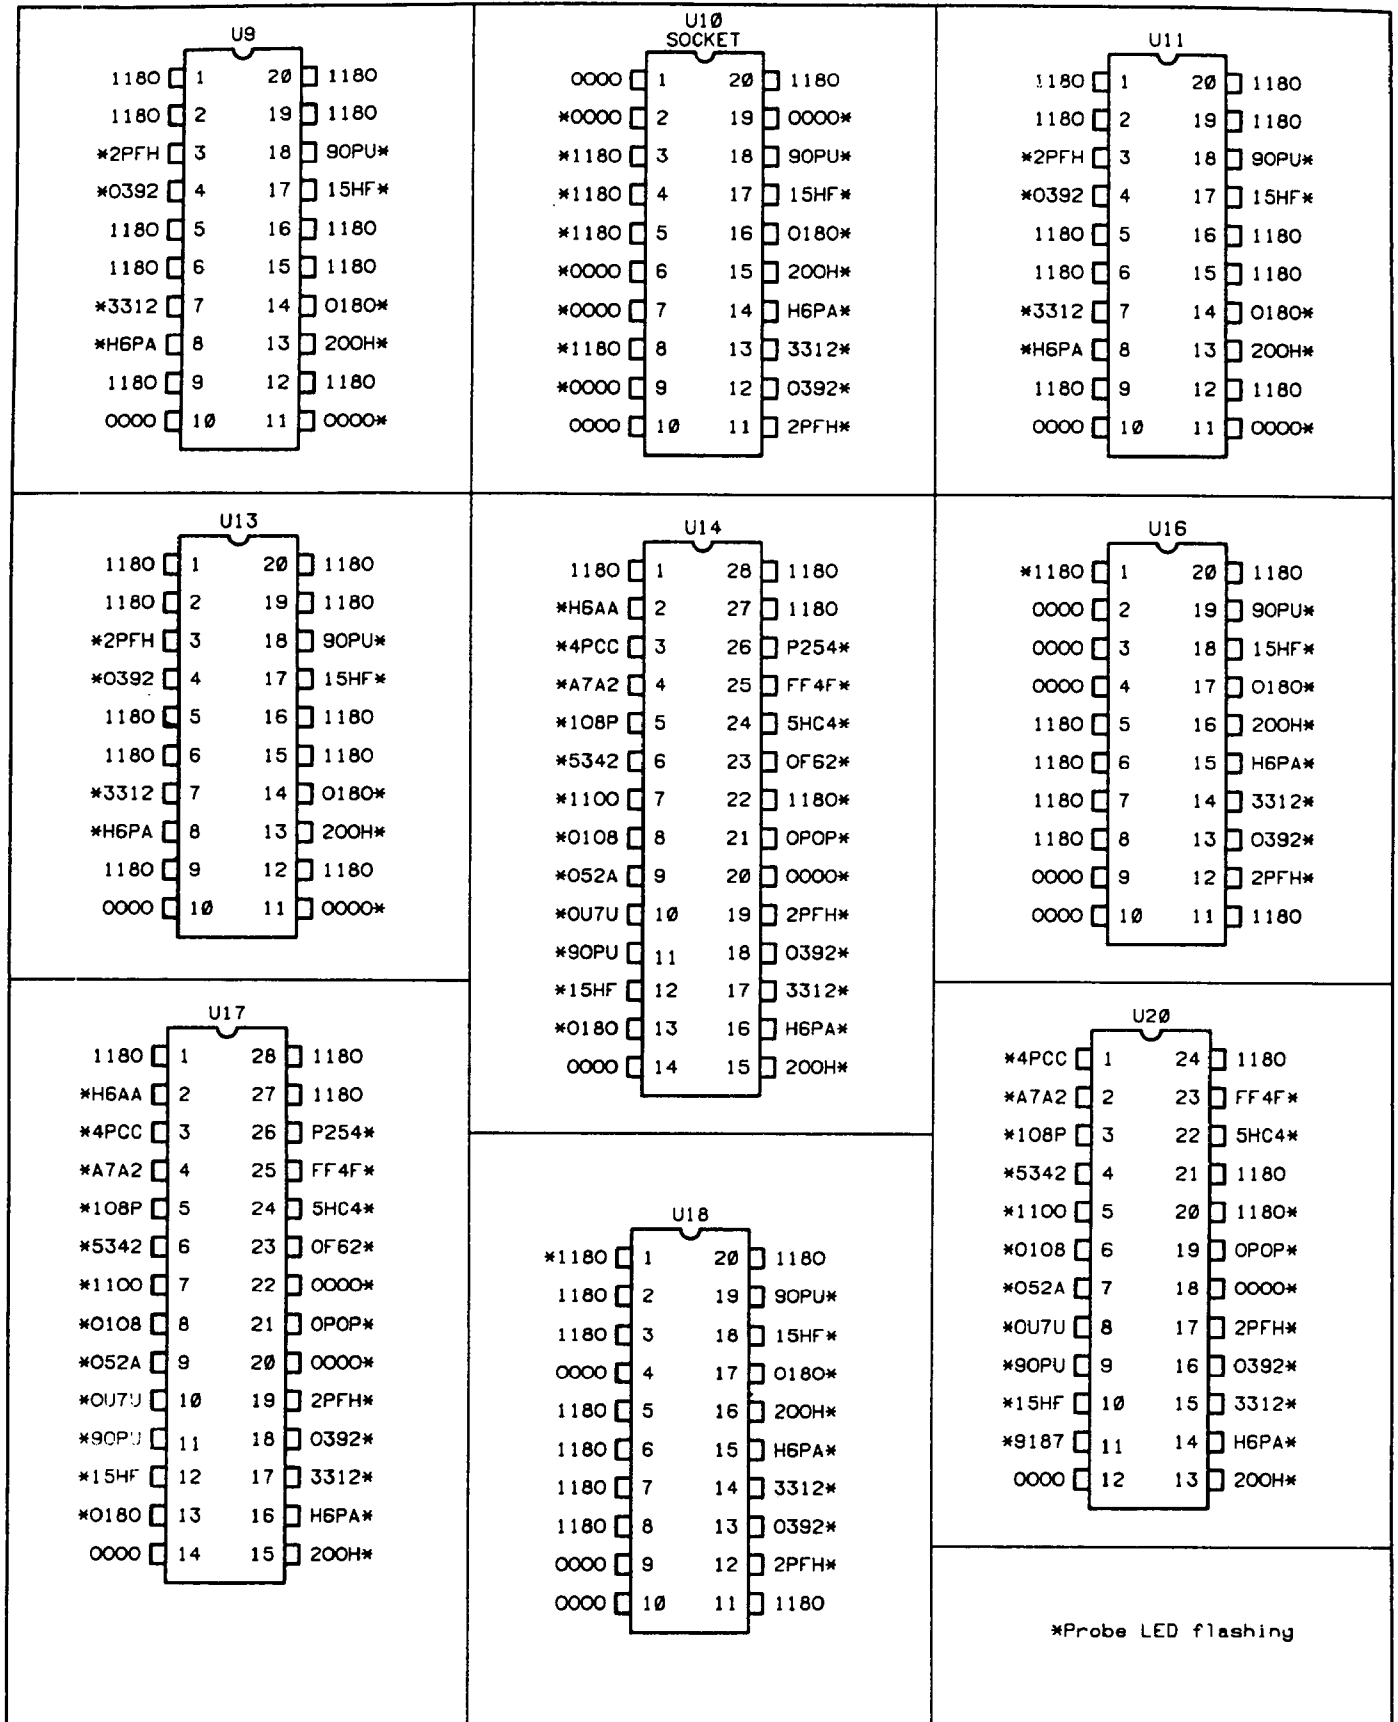 U9
1180 1 20 1180
1180 2 19 1180
*2PFH 3 18 90PU*
*0392 4 17 15HF*
1180 5 16 1180
1180 6 15 1180
*3312 7 14 0180*
*H6PA 8 13 200H*
1180 9 12 1180
0000 10 11 0000*
U10
SOCKET
0000 1 20 1180
*0000 2 19 0000*
*1180 3 18 90PU*
*1180 4 17 15HF*
*1180 5 16 0180*
*0000 6 15 200H*
*0000 7 14 H6PA*
*1180 8 13 3312*
*0000 9 12 0392*
0000 10 11 2PFH*
U11
1180 1 20 1180
1180 2 19 1180
*2PFH 3 18 90PU*
*0392 4 17 15HF*
1180 5 16 1180
1180 6 15 1180
*3312 7 14 0180*
*H6PA 8 13 200H*
1180 9 12 1180
0000 10 11 0000*
U13
1180 1 20 1180
1180 2 19 1180
*2PFH 3 18 90PU*
*0392 4 17 15HF*
1180 5 16 1180
1180 6 15 1180
*3312 7 14 0180*
*H6PA 8 13 200H*
1180 9 12 1180
0000 10 11 0000*
U14
1180 1 28 1180
*H6AA 2 27 1180
*4PCC 3 26 P254*
*A7A2 4 25 FF4F*
*108P 5 24 5HC4*
*5342 6 23 0F62*
*1100 7 22 1180*
*0108 8 21 0P0P*
*052A 9 20 0000*
*0U7U 10 19 2PFH*
*90PU 11 18 0392*
*15HF 12 17 3312*
*0180 13 16 H6PA*
0000 14 15 200H*
U16
*1180 1 20 1180
0000 2 19 90PU*
0000 3 18 15HF*
0000 4 17 0180*
1180 5 16 200H*
1180 6 15 H6PA*
1180 7 14 3312*
1180 8 13 0392*
0000 9 12 2PFH*
0000 10 11 1180
U17
1180 1 28 1180
*H6AA 2 27 1180
*4PCC 3 26 P254*
*A7A2 4 25 FF4F*
*108P 5 24 5HC4*
*5342 6 23 0F62*
*1100 7 22 0000*
*0108 8 21 0P0P*
*052A 9 20 0000*
*0U7U 10 19 2PFH*
*90PU 11 18 0392*
*15HF 12 17 3312*
*0180 13 16 H6PA*
0000 14 15 200H*
U18
*1180 1 20 1180
1180 2 19 90PU*
1180 3 18 15HF*
0000 4 17 0180*
1180 5 16 200H*
1180 6 15 H6PA*
1180 7 14 3312*
1180 8 13 0392*
0000 9 12 2PFH*
0000 10 11 1180
U20
*4PCC 1 24 1180
*A7A2 2 23 FF4F*
*108P 3 22 5HC4*
*5342 4 21 1180
*1100 5 20 1180*
*0108 6 19 0P0P*
*052A 7 18 0000*
*0U7U 8 17 2PFH*
*90PU 9 16 0392*
*15HF 10 15 3312*
*9187 11 14 H6PA*
0000 12 13 200H*
*Probe LED flashing